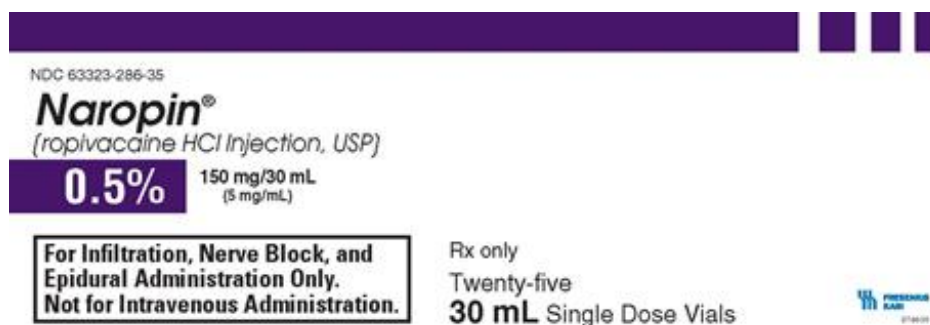 NDC 63323-286-35
Naropin®
(ropivacaine HCl Injection, USP)
0.5%
150 mg/30 mL
(5 mg/mL)
For Infiltration, Nerve Block, and
Epidural Administration Only.
Not for Intravenous Administration.
Rx only
Twenty-five
30 mL Single Dose Vials
FRESENIUS
KABI